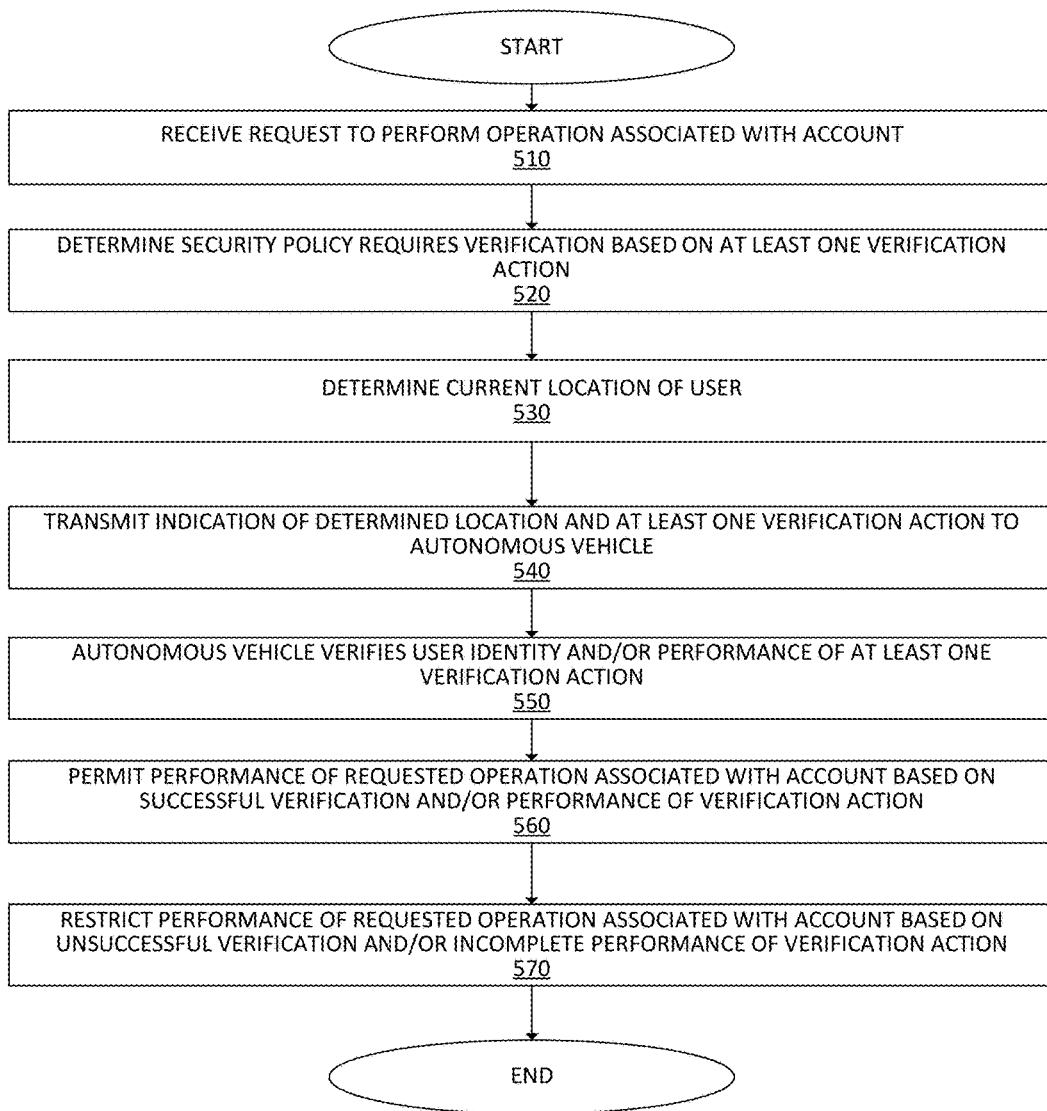 START
RECEIVE REQUEST TO PERFORM OPERATION ASSOCIATED WITH ACCOUNT
510
DETERMINE SECURITY POLICY REQUIRES VERIFICATION BASED ON AT LEAST ONE VERIFICATION
ACTION
520
DETERMINE CURRENT LOCATION OF USER
530
TRANSMIT INDICATION OF DETERMINED LOCATION AND AT LEAST ONE VERIFICATION ACTION TO
AUTONOMOUS VEHICLE
540
AUTONOMOUS VEHICLE VERIFIES USER IDENTITY AND/OR PERFORMANCE OF AT LEAST ONE
VERIFICATION ACTION
550
PERMIT PERFORMANCE OF REQUESTED OPERATION ASSOCIATED WITH ACCOUNT BASED ON
SUCCESSFUL VERIFICATION AND/OR PERFORMANCE OF VERIFICATION ACTION
560
RESTRICT PERFORMANCE OF REQUESTED OPERATION ASSOCIATED WITH ACCOUNT BASED ON
UNSUCCESSFUL VERIFICATION AND/OR INCOMPLETE PERFORMANCE OF VERIFICATION ACTION
570
END